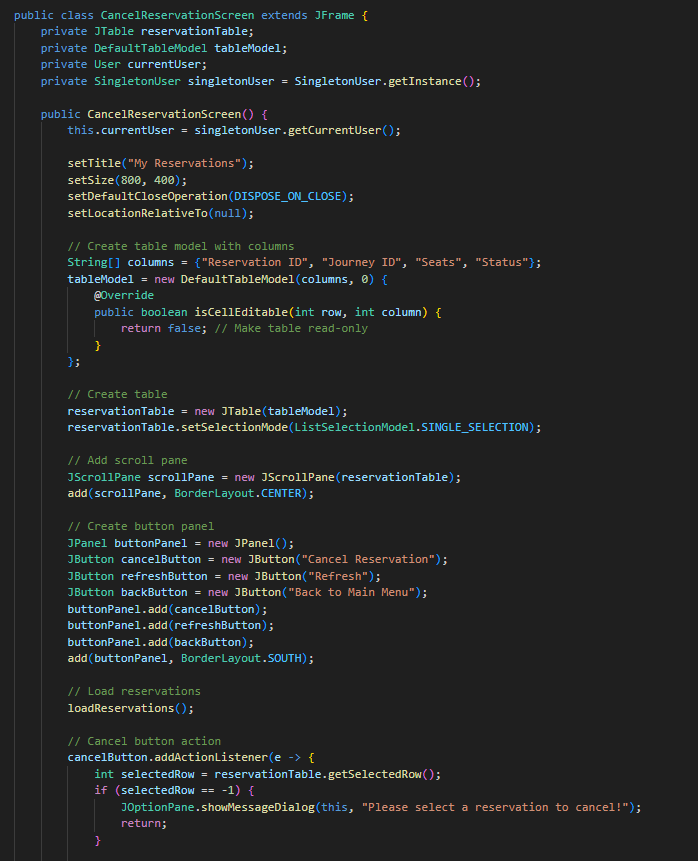 public class CancelReservationScreen extends JFrame {
    private JTable reservationTable;
    private DefaultTableModel tableModel;
    private User currentUser;
    private SingletonUser singletonUser = SingletonUser.getInstance();

    public CancelReservationScreen() {
        this.currentUser = singletonUser.getCurrentUser();

        setTitle("My Reservations");
        setSize(800, 400);
        setDefaultCloseOperation(DISPOSE_ON_CLOSE);
        setLocationRelativeTo(null);

        // Create table model with columns
        String[] columns = {"Reservation ID", "Journey ID", "Seats", "Status"};
        tableModel = new DefaultTableModel(columns, 0) {
            @Override
            public boolean isCellEditable(int row, int column) {
                return false; // Make table read-only
            }
        };

        // Create table
        reservationTable = new JTable(tableModel);
        reservationTable.setSelectionMode(ListSelectionModel.SINGLE_SELECTION);

        // Add scroll pane
        JScrollPane scrollPane = new JScrollPane(reservationTable);
        add(scrollPane, BorderLayout.CENTER);

        // Create button panel
        JPanel buttonPanel = new JPanel();
        JButton cancelButton = new JButton("Cancel Reservation");
        JButton refreshButton = new JButton("Refresh");
        JButton backButton = new JButton("Back to Main Menu");
        buttonPanel.add(cancelButton);
        buttonPanel.add(refreshButton);
        buttonPanel.add(backButton);
        add(buttonPanel, BorderLayout.SOUTH);

        // Load reservations
        loadReservations();

        // Cancel button action
        cancelButton.addActionListener(e -> {
            int selectedRow = reservationTable.getSelectedRow();
            if (selectedRow == -1) {
                JOptionPane.showMessageDialog(this, "Please select a reservation to cancel!");
                return;
            }